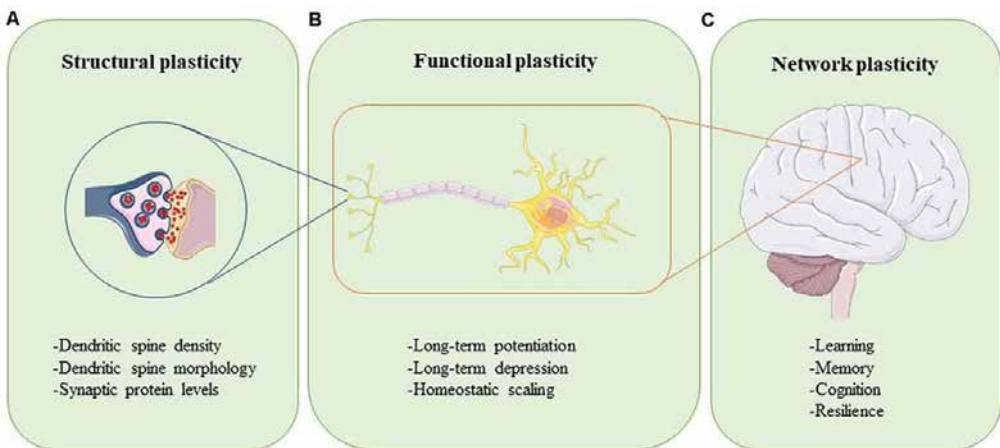 A
Structural plasticity
-Dendritic spine density
-Dendritic spine morphology
-Synaptic protein levels
B
Functional plasticity
-Long-term potentiation
-Long-term depression
-Homeostatic scaling
C
Network plasticity
-Learning
-Memory
-Cognition
-Resilience